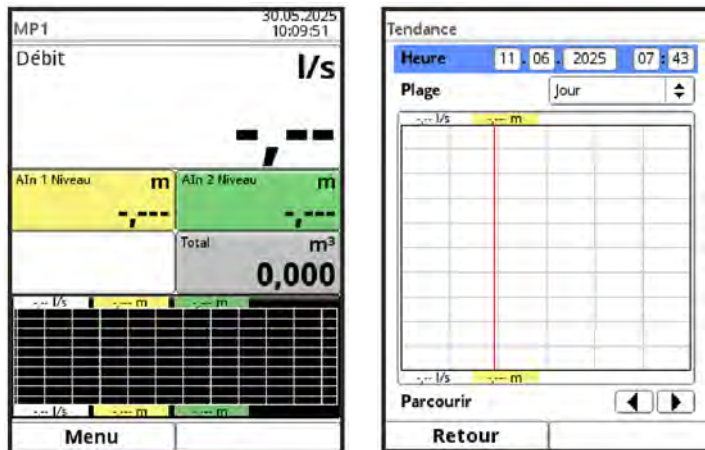 MP1
30.05.2025
10:09:51
Débit
l/s
-,--
AIn 1 Niveau m
-,---
AIn 2 Niveau m
-,---
Total m³
0,000
-,-- l/s -,--- m -,--- m
-,-- l/s -,--- m -,--- m
Menu
Tendance
Heure 11 . 06 . 2025 07 : 43
Plage Jour
-,-- l/s -,--- m
-,-- l/s -,--- m
Parcourir
Retour